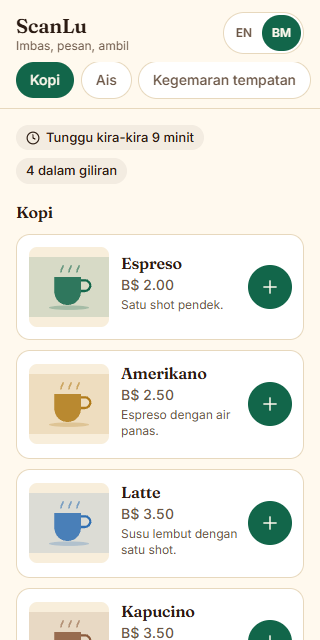 ScanLu
Imbas, pesan, ambil
EN BM
Kopi Ais Kegemaran tempatan
Tunggu kira-kira 9 minit
4 dalam giliran
Kopi
Espreso
B$ 2.00
Satu shot pendek.
Amerikano
B$ 2.50
Espreso dengan air
panas.
Latte
B$ 3.50
Susu lembut dengan
satu shot.
Kapucino
B$ 3.50